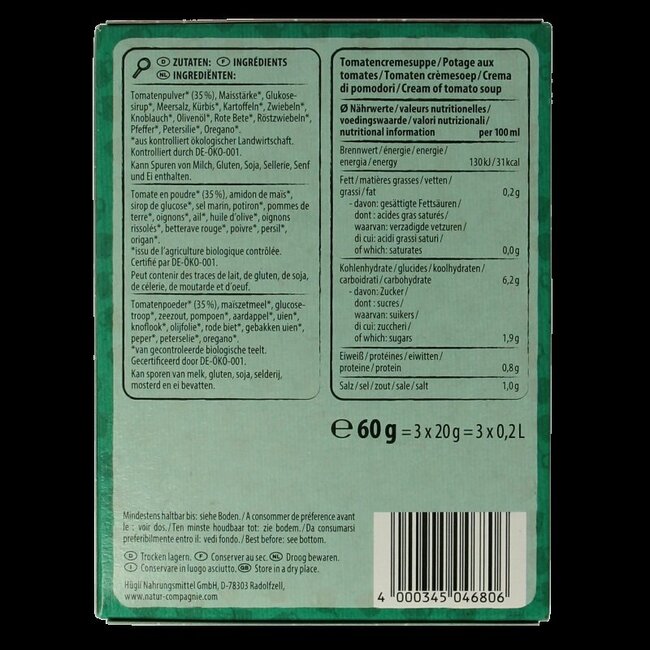 D ZUTATEN: F INGRÉDIENTS
NL INGREDIËNTEN:
Tomatenpulver* (35%), Maisstärke*, Glukose-
sirup*, Meersalz, Kürbis*, Kartoffeln*, Zwiebeln*,
Knoblauch*, Olivenöl*, Rote Bete*, Röstzwiebeln*,
Pfeffer*, Petersilie*, Oregano*.
*aus kontrolliert ökologischer Landwirtschaft.
Kontrolliert durch DE-ÖKO-001.
Kann Spuren von Milch, Gluten, Soja, Sellerie, Senf
und Ei enthalten.
Tomate en poudre* (35%), amidon de maïs*,
sirop de glucose*, sel marin, potiron*, pommes de
terre*, oignons*, ail*, huile d'olive*, oignons
rissolés*, betterave rouge*, poivre*, persil*,
origan*.
*issu de l'agriculture biologique contrôlée.
Certifié par DE-ÖKO-001.
Peut contenir des traces de lait, de gluten, de soja,
de célerie, de moutarde et d'oeuf.
Tomatenpoeder* (35%), maiszetmeel*, glucose-
troop*, zeezout, pompoen*, aardappel*, uien*,
knoflook*, olijfolie*, rode biet*, gebakken uien*,
peper*, peterselie*, oregano*.
*van gecontroleerde biologische teelt.
Gecertificeerd door DE-ÖKO-001.
Kan sporen van melk, gluten, soja, selderij,
mosterd en ei bevatten.
Tomatencremesuppe / Potage aux
tomates / Tomaten crèmesoep / Crema
di pomodori / Cream of tomato soup
Ø Nährwerte / valeurs nutritionelles /
voedingswaarde / valori nutrizionali /
nutritional information per 100 ml
Brennwert / énergie / energie /
energia / energy 130 kJ / 31 kcal
Fett / matières grasses / vetten /
grassi / fat 0,2 g
- davon: gesättigte Fettsäuren /
dont : acides gras saturés /
waarvan: verzadigde vetzuren /
di cui: acidi grassi saturi /
of which: saturates 0,0 g
Kohlenhydrate / glucides / koolhydraten /
carboidrati / carbohydrate 6,2 g
- davon: Zucker /
dont : sucres /
waarvan: suikers /
di cui: zuccheri /
of which: sugars 1,9 g
Eiweiß / protéines / eiwitten /
proteine / protein 0,8 g
Salz / sel / zout / sale / salt 1,0 g
e 60 g = 3 x 20 g = 3 x 0,2 L
Mindestens haltbar bis: siehe Boden. / A consommer de préférence avant
le : voir dos. / Ten minste houdbaar tot: zie bodem. / Da consumarsi
preferibilmente entro il: vedi fondo. / Best before: see bottom.
D Trocken lagern. F Conserver au sec. NL Droog bewaren.
I Conservare in luogo asciutto. GB Store in a dry place.
Hügli Nahrungsmittel GmbH, D-78303 Radolfzell,
www.natur-compagnie.com
4 000345 046806